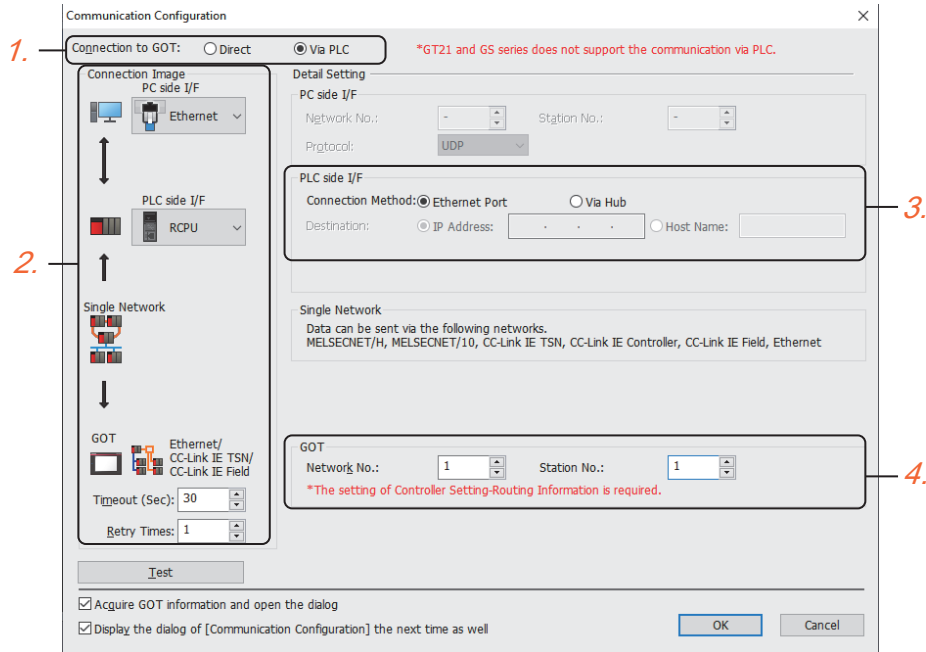 Communication Configuration
1.
Connection to GOT: Direct Via PLC *GT21 and GS series does not support the communication via PLC.
Connection Image
PC side I/F
Ethernet
PLC side I/F
RCPU
2.
Single Network
GOT
Ethernet/
CC-Link IE TSN/
CC-Link IE Field
Timeout (Sec): 30
Retry Times: 1
Test
Detail Setting
PC side I/F
Network No.: - Station No.: -
Protocol: UDP
PLC side I/F
Connection Method: Ethernet Port Via Hub
Destination: IP Address: . . . Host Name:
3.
Single Network
Data can be sent via the following networks.
MELSECNET/H, MELSECNET/10, CC-Link IE TSN, CC-Link IE Controller, CC-Link IE Field, Ethernet
GOT
Network No.: 1 Station No.: 1
*The setting of Controller Setting-Routing Information is required.
4.
Acquire GOT information and open the dialog
Display the dialog of [Communication Configuration] the next time as well
OK Cancel